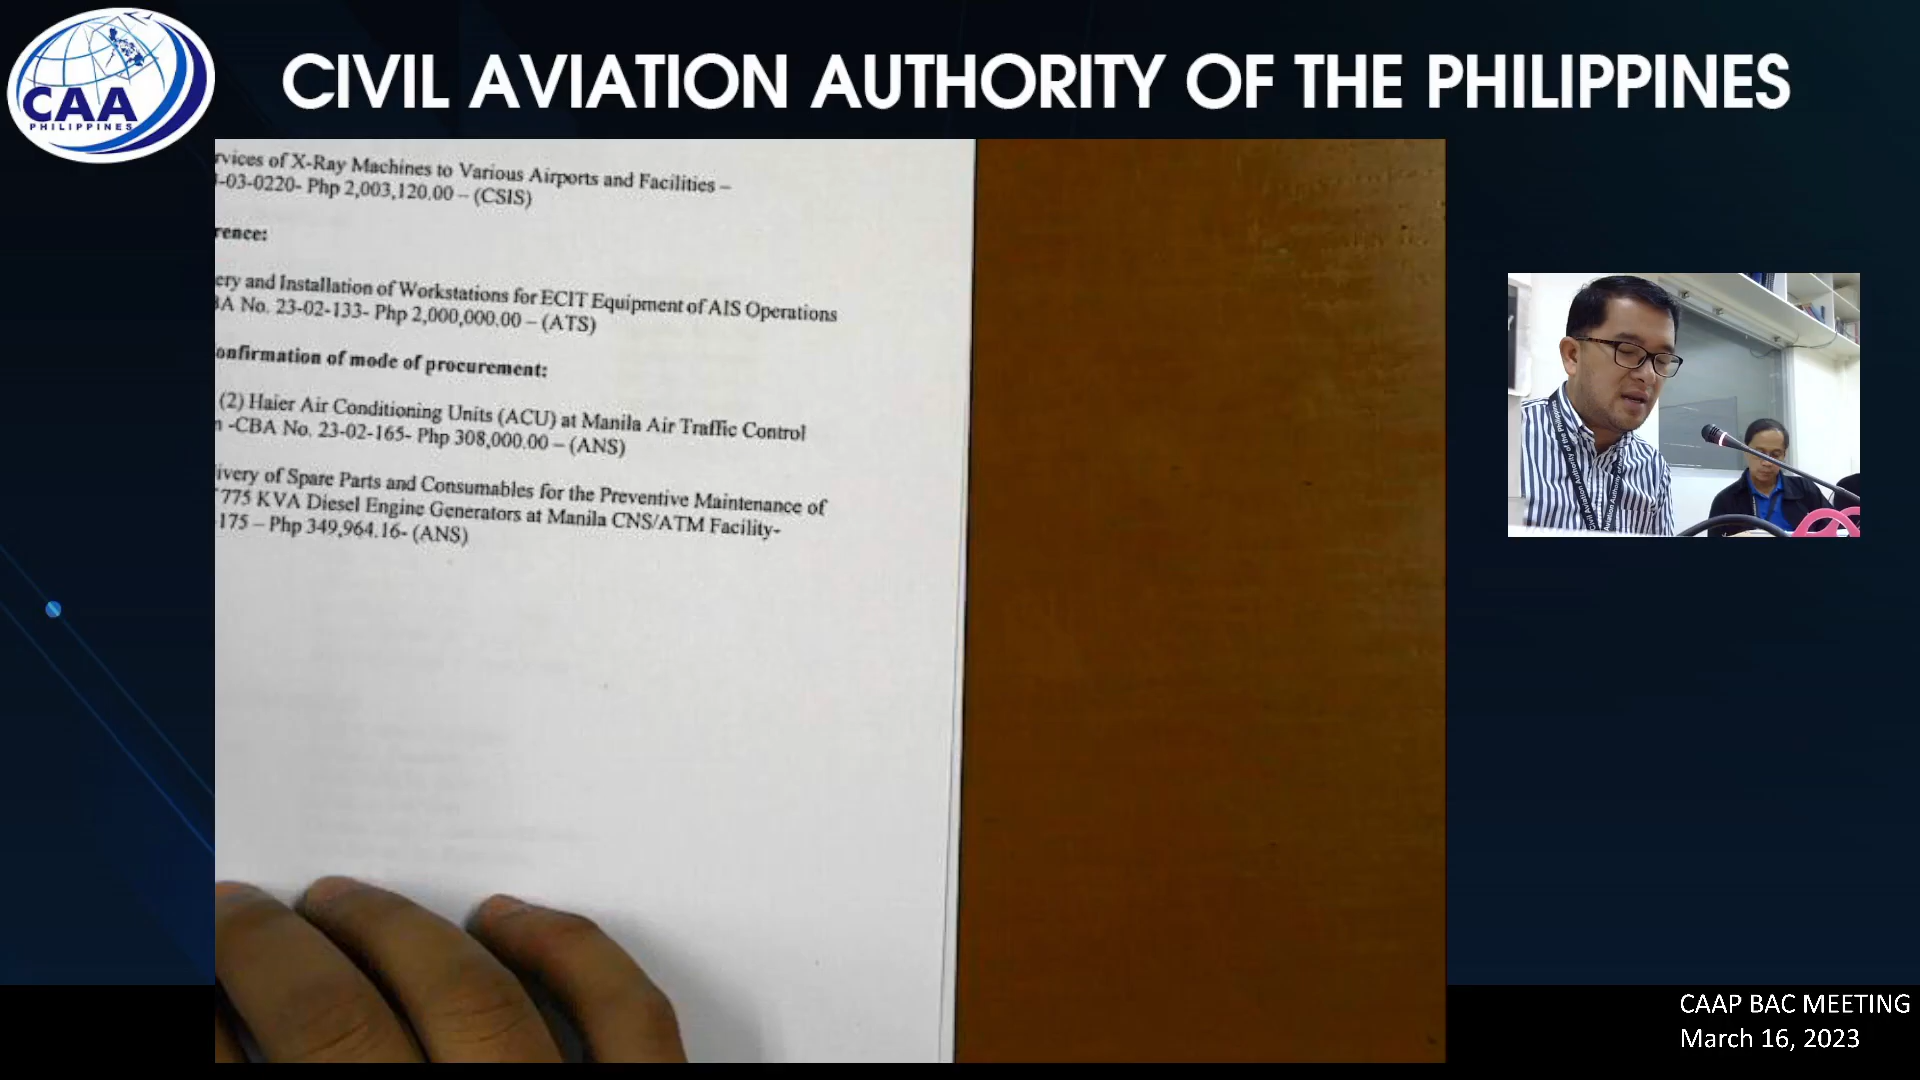 CAA
PHILIPPINES
CIVIL AVIATION AUTHORITY OF THE PHILIPPINES
rvices of X-Ray Machines to Various Airports and Facilities –
-03-0220- Php 2,003,120.00 – (CSIS)
rence:
ery and Installation of Workstations for ECIT Equipment of AIS Operations
BA No. 23-02-133- Php 2,000,000.00 – (ATS)
onfirmation of mode of procurement:
(2) Haier Air Conditioning Units (ACU) at Manila Air Traffic Control
n -CBA No. 23-02-165- Php 308,000.00 – (ANS)
ivery of Spare Parts and Consumables for the Preventive Maintenance of
775 KVA Diesel Engine Generators at Manila CNS/ATM Facility-
175 – Php 349,964.16- (ANS)
CAAP BAC MEETING
March 16, 2023